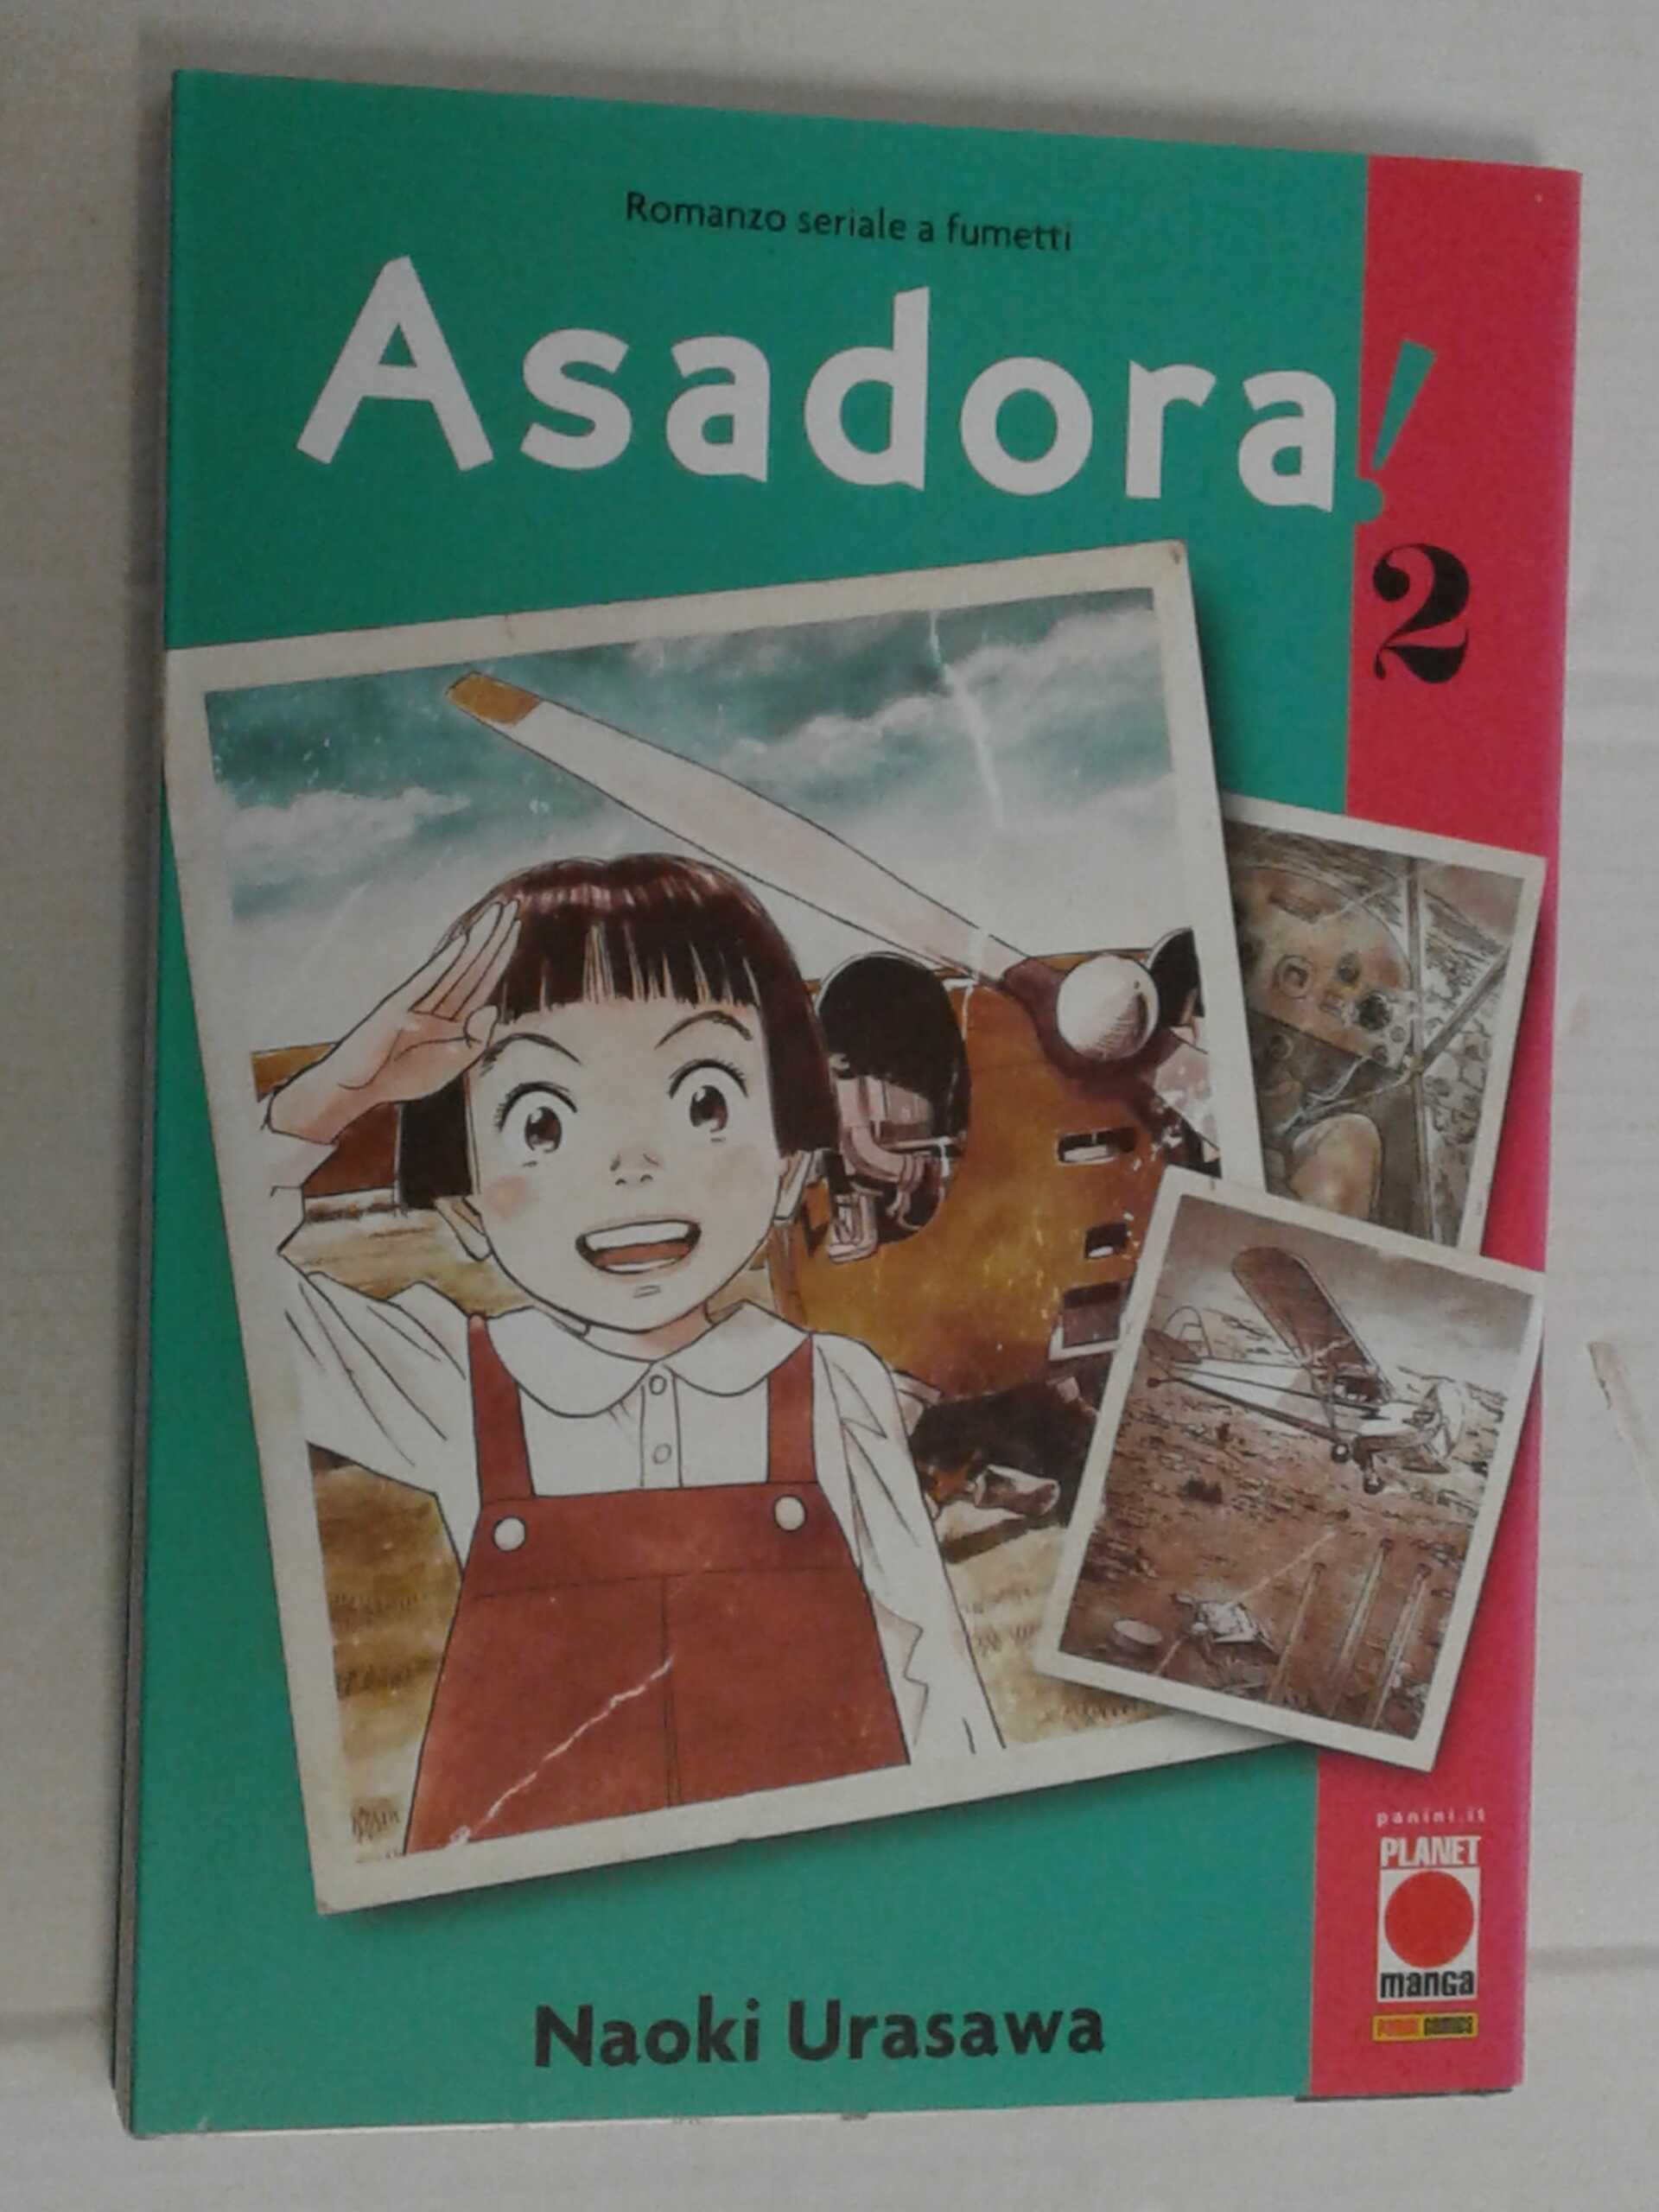 Romanzo seriale a fumetti
Asadora!
2
panini.it
PLANET
manga
PANINI COMICS
Naoki Urasawa